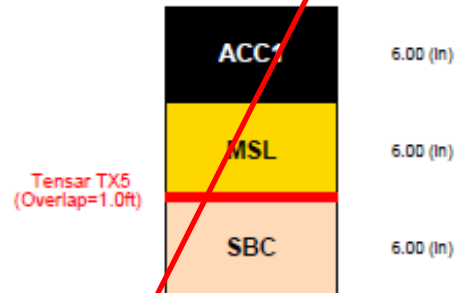 ACC1
6.00 (in)
MSL
6.00 (in)
Tensar TX5
(Overlap=1.0ft)
SBC
6.00 (in)